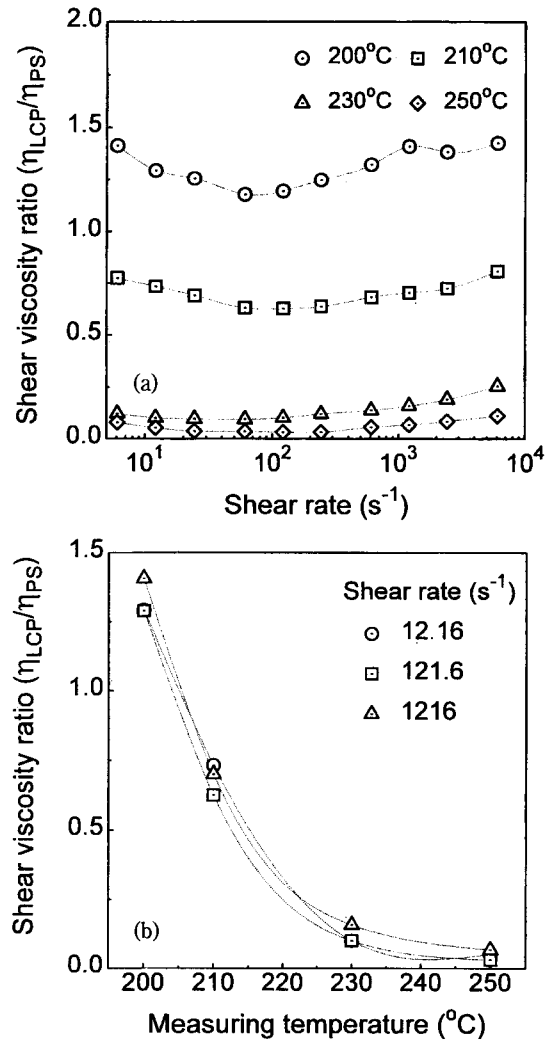 2.0
1.5
1.0
0.5
0.0
Shear viscosity ratio (ηLCP/ηPS)
200°C 210°C
230°C 250°C
(a)
10¹ 10² 10³ 10⁴
Shear rate (s⁻¹)
1.5
1.0
0.5
0.0
Shear viscosity ratio (ηLCP/ηPS)
Shear rate (s⁻¹)
12.16
121.6
1216
(b)
200 210 220 230 240 250
Measuring temperature (°C)